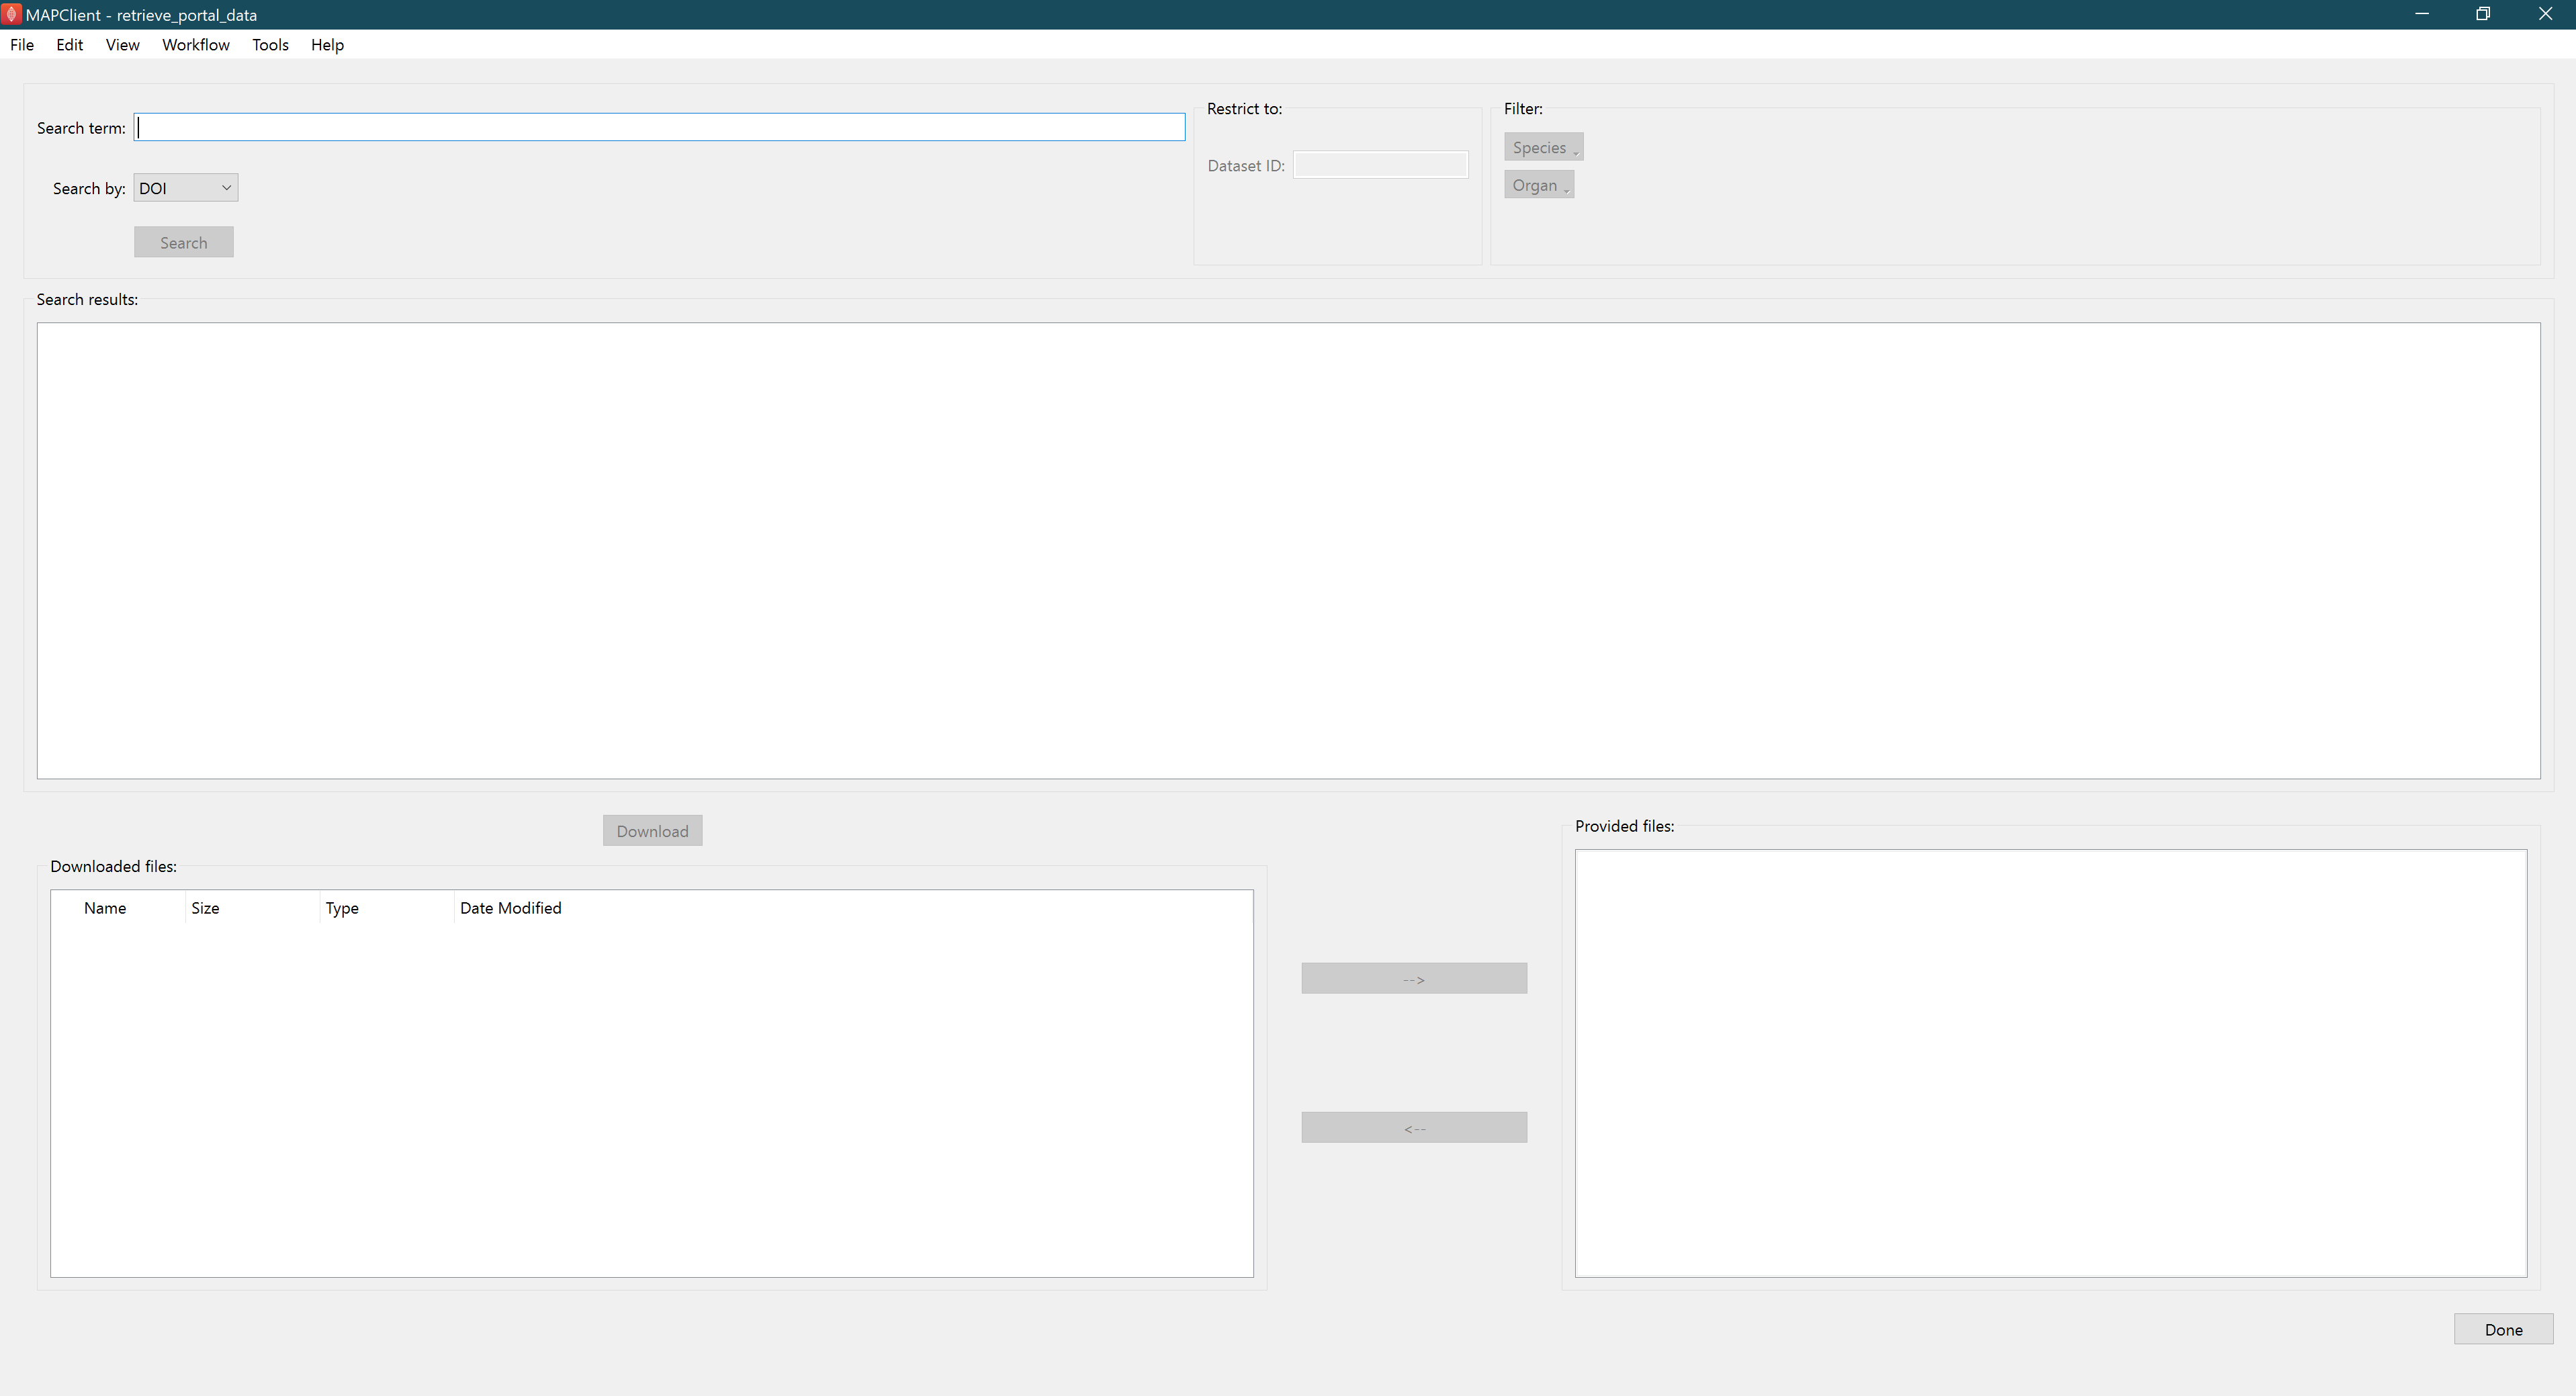 MAPClient - retrieve_portal_data
File Edit View Workflow Tools Help
Search term:
Search by: DOI
Search
Restrict to:
Dataset ID:
Filter:
Species
Organ
Search results:
Download
Downloaded files:
Name Size Type Date Modified
-->
<--
Provided files:
Done